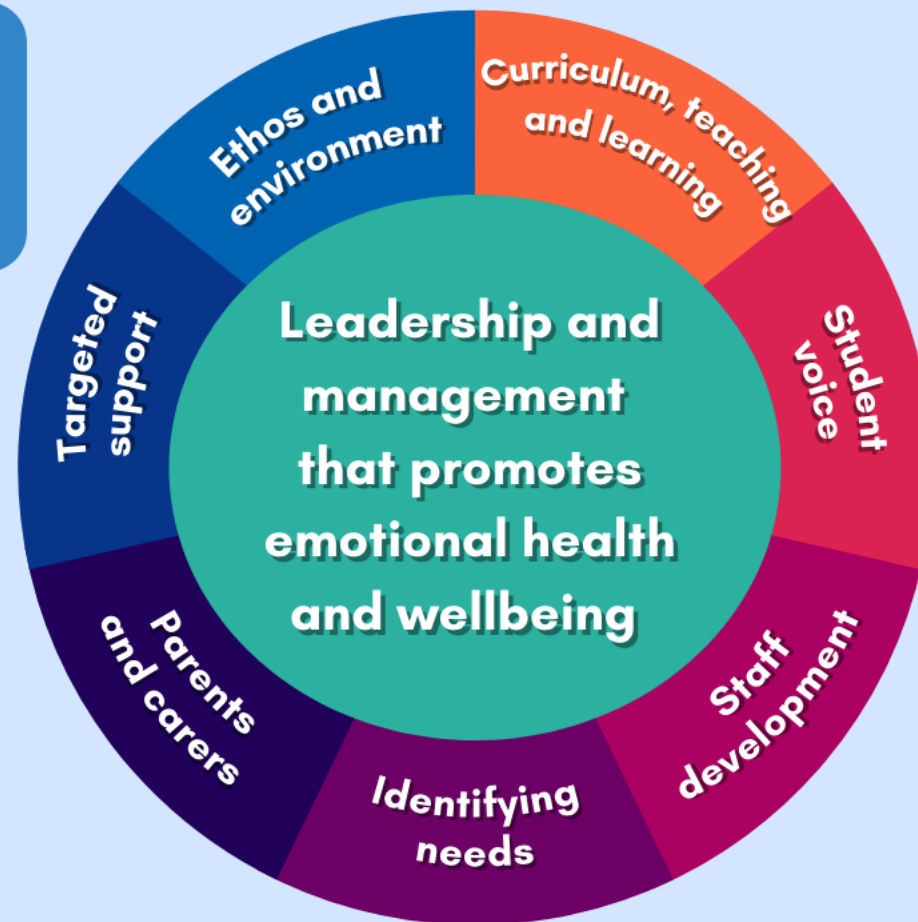 Ethos and
environment
Curriculum, teaching
and learning
Student
voice
Staff
development
Identifying
needs
Parents
and carers
Targeted
support
Leadership and
management
that promotes
emotional health
and wellbeing